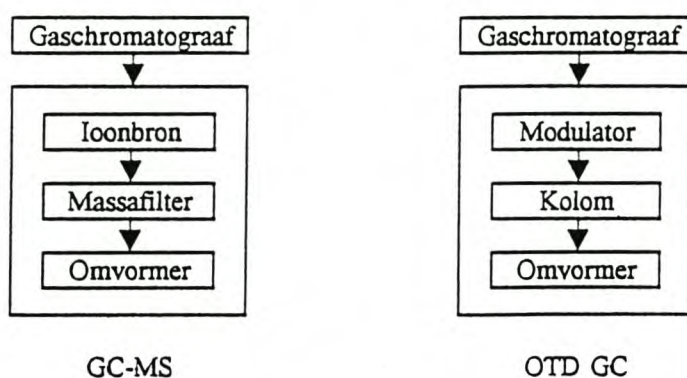 Gaschromatograaf
Ioonbron
Massafilter
Omvormer
GC-MS
Gaschromatograaf
Modulator
Kolom
Omvormer
OTD GC